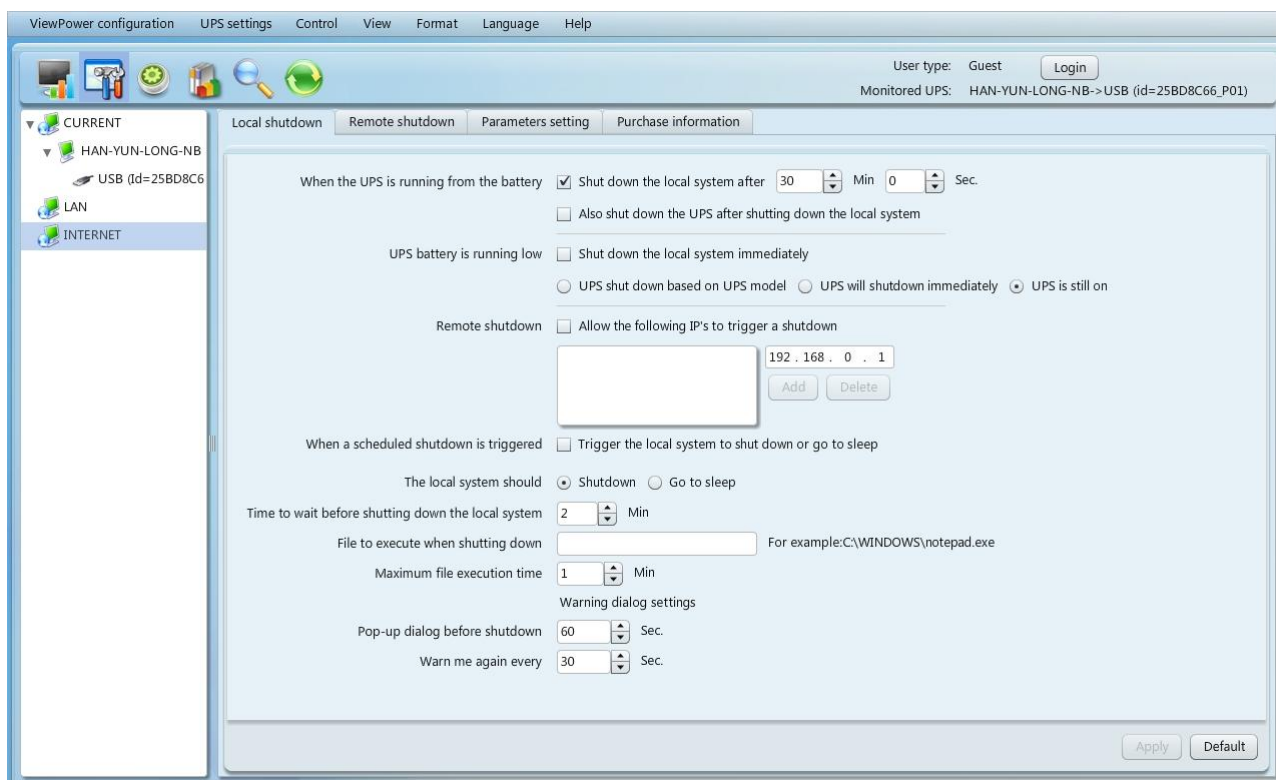 ViewPower configuration UPS settings Control View Format Language Help
User type: Guest Login
Monitored UPS: HAN-YUN-LONG-NB->USB (id=25BD8C66_P01)
CURRENT
HAN-YUN-LONG-NB
USB (Id=25BD8C6
LAN
INTERNET
Local shutdown Remote shutdown Parameters setting Purchase information
When the UPS is running from the battery Shut down the local system after 30 Min 0 Sec.
Also shut down the UPS after shutting down the local system
UPS battery is running low Shut down the local system immediately
UPS shut down based on UPS model UPS will shutdown immediately UPS is still on
Remote shutdown Allow the following IP's to trigger a shutdown
192 . 168 . 0 . 1
Add Delete
When a scheduled shutdown is triggered Trigger the local system to shut down or go to sleep
The local system should Shutdown Go to sleep
Time to wait before shutting down the local system 2 Min
File to execute when shutting down For example:C:\WINDOWS\notepad.exe
Maximum file execution time 1 Min
Warning dialog settings
Pop-up dialog before shutdown 60 Sec.
Warn me again every 30 Sec.
Apply Default